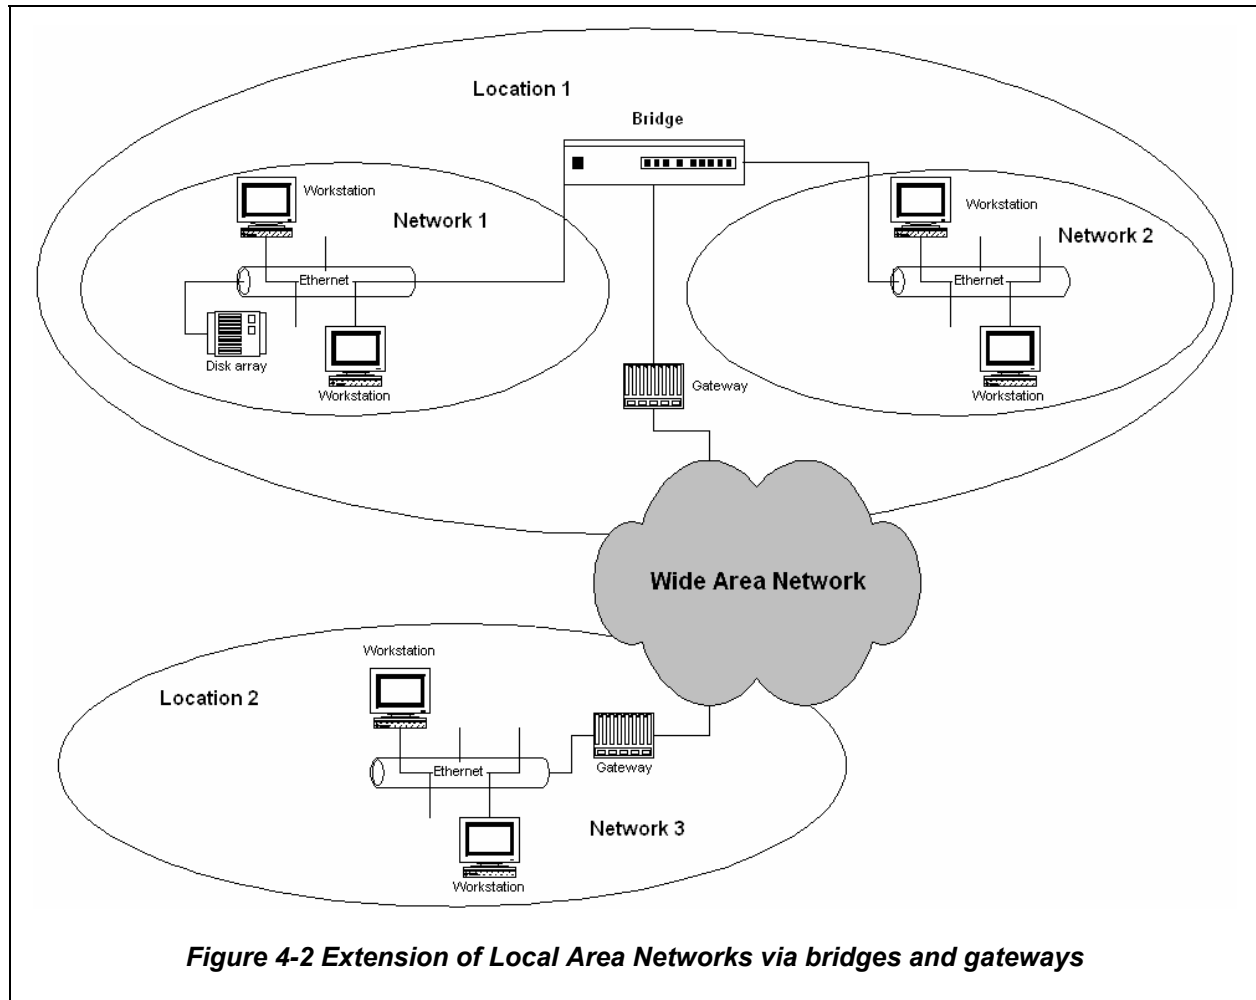 Location 1
Bridge
Workstation
Network 1
Ethernet
Disk array
Workstation
Workstation
Network 2
Ethernet
Workstation
Gateway
Wide Area Network
Workstation
Location 2
Ethernet
Gateway
Network 3
Workstation
Figure 4-2 Extension of Local Area Networks via bridges and gateways